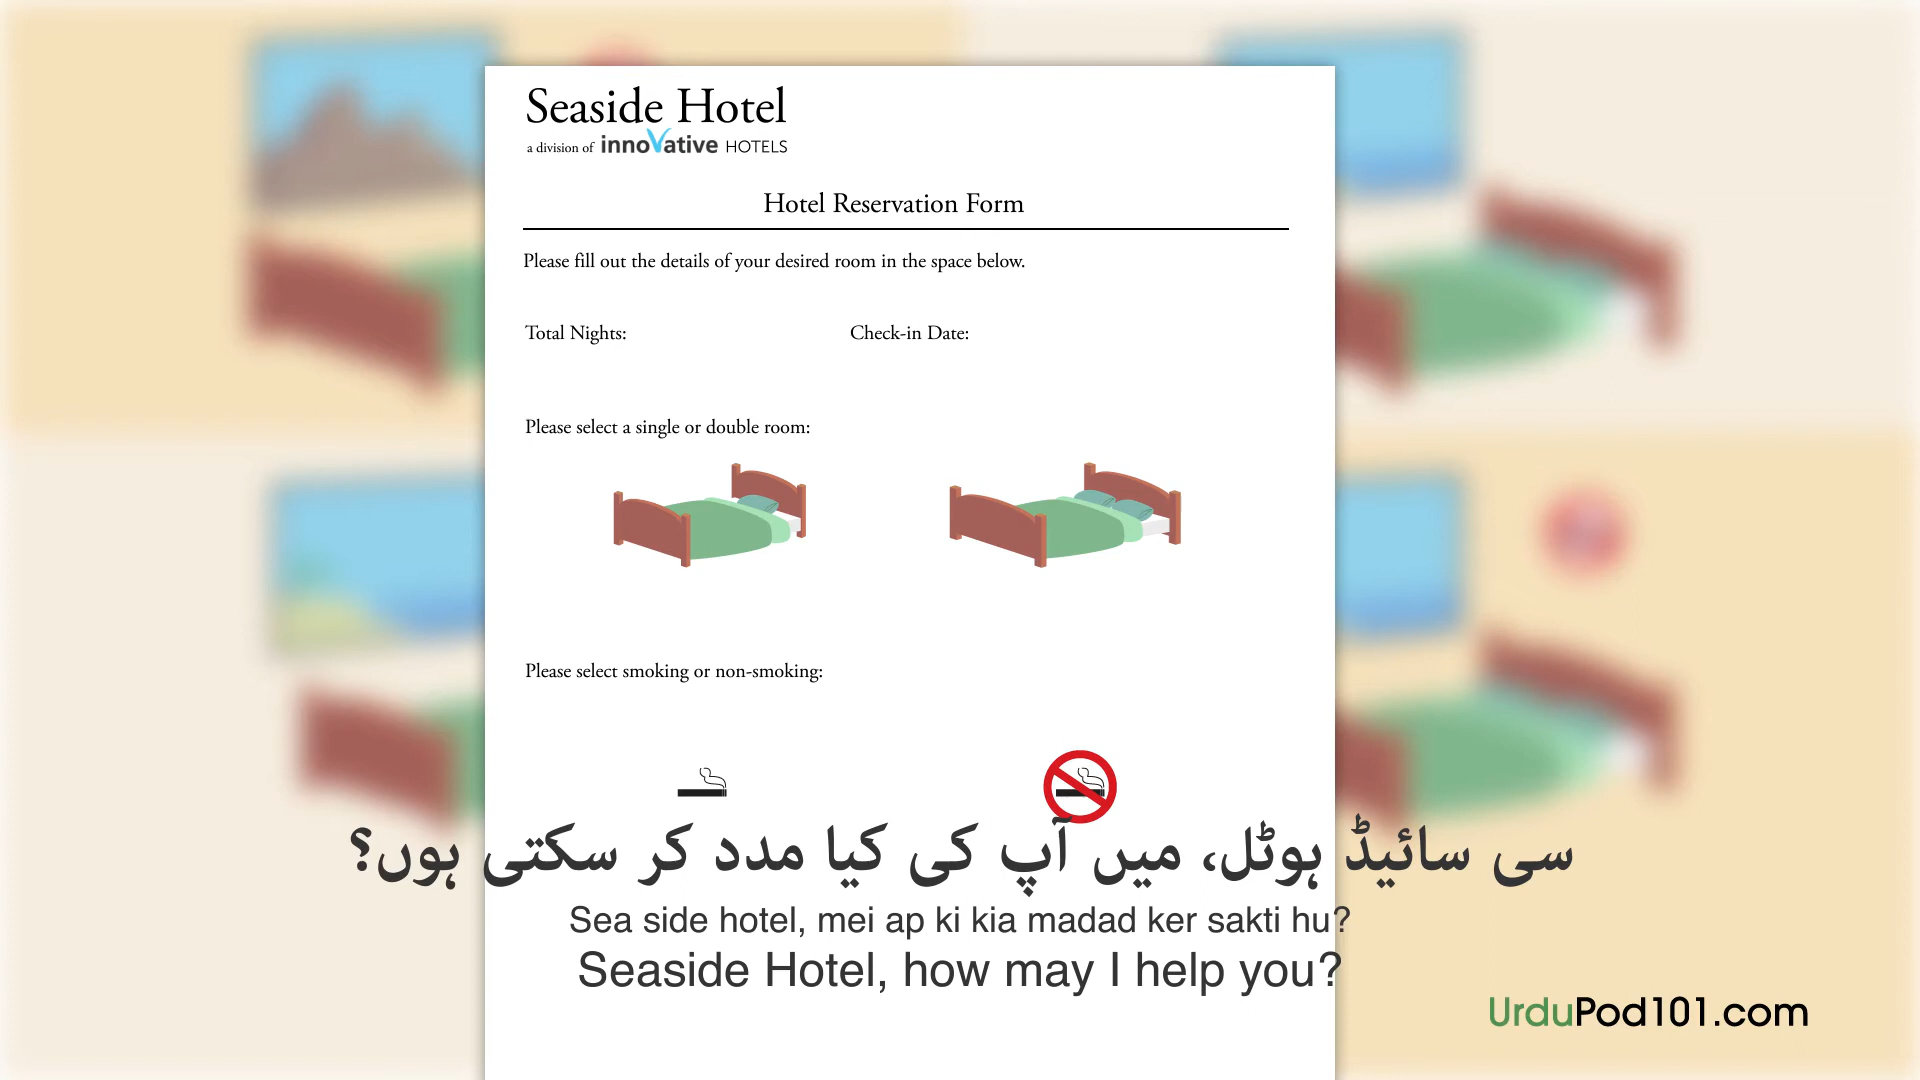 Seaside Hotel
a division of innovative HOTELS
Hotel Reservation Form
Please fill out the details of your desired room in the space below.
Total Nights: Check-in Date:
Please select a single or double room:
Please select smoking or non-smoking:
سی سائیڈ ہوٹل، میں آپ کی کیا مدد کر سکتی ہوں؟
Sea side hotel, mei ap ki kia madad ker sakti hu?
Seaside Hotel, how may I help you?
UrduPod101.com